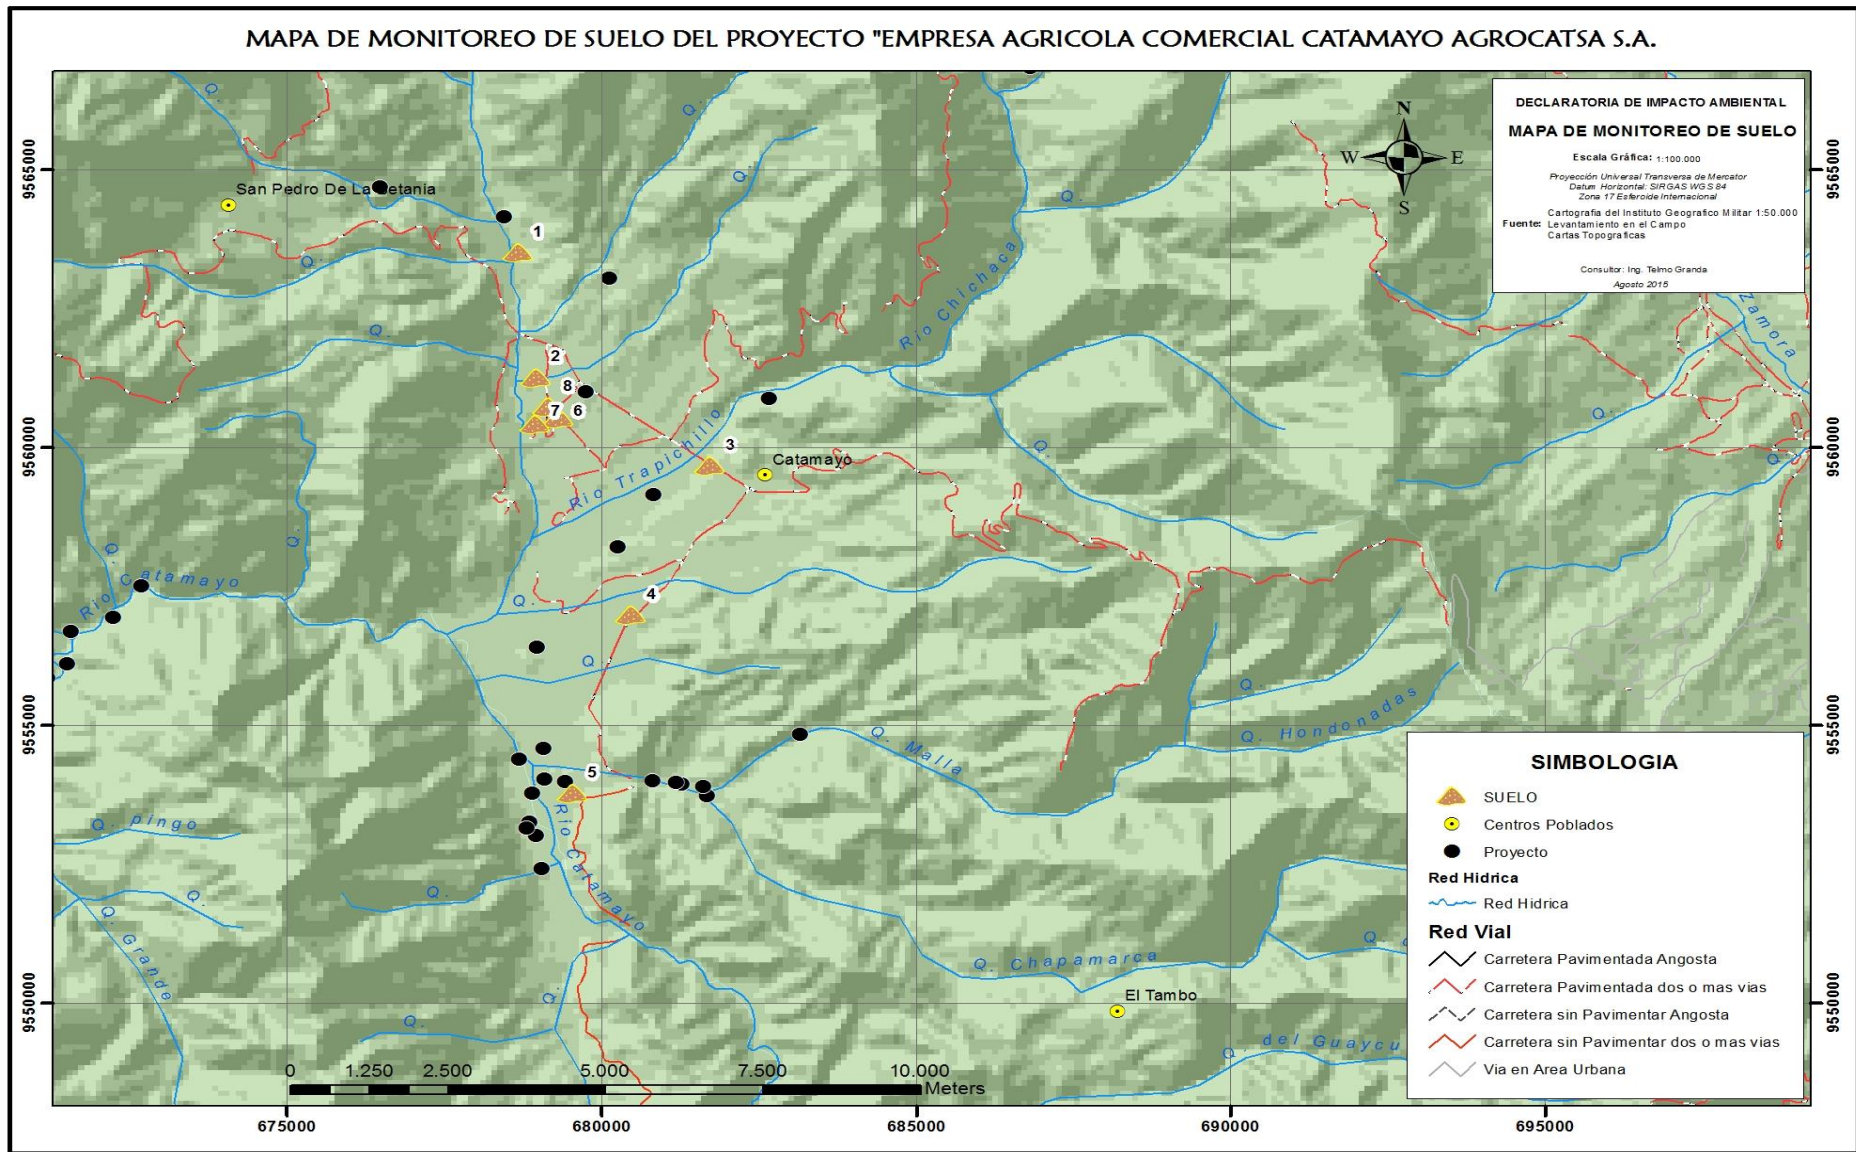 MAPA DE MONITOREO DE SUELO DEL PROYECTO "EMPRESA AGRICOLA COMERCIAL CATAMAYO AGROCATSA S.A.
DECLARATORIA DE IMPACTO AMBIENTAL
MAPA DE MONITOREO DE SUELO
Escala Gráfica: 1:100.000
Proyección Universal Transversa de Mercator
Datum Horizontal: SIRGAS WGS 84
Zona 17 Esferoide Internacional
Fuente: Cartografia del Instituto Geografico Militar 1:50.000
Levantamiento en el Campo
Cartas Topograficas
Consultor: Ing. Telmo Granda
Agosto 2015
N
W E
S
9565000
9565000
9560000
9560000
9555000
9555000
9550000
9550000
Q.
Q.
Q.
Q.
San Pedro De La Betania
1
Q.
Q.
Rio Chichaca
Zamora
2
8
7 6
3
Rio Trapichillo
Catamayo
Q.
Q.
Q.
Q.
Q.
Rio Catamayo
Q.
4
Q.
Q.
Q. Hondonadas
Q. Malla
5
Rio Catamayo
Q. pingo
Q.
Q.
Q. Grande
Q. Chapamarca
Q.
El Tambo
Q.
Q.
Q. del Guaycu
SIMBOLOGIA
SUELO
Centros Poblados
Proyecto
Red Hidrica
Red Hidrica
Red Vial
Carretera Pavimentada Angosta
Carretera Pavimentada dos o mas vias
Carretera sin Pavimentar Angosta
Carretera sin Pavimentar dos o mas vias
Via en Area Urbana
0 1.250 2.500 5.000 7.500 10.000
Meters
675000 680000 685000 690000 695000